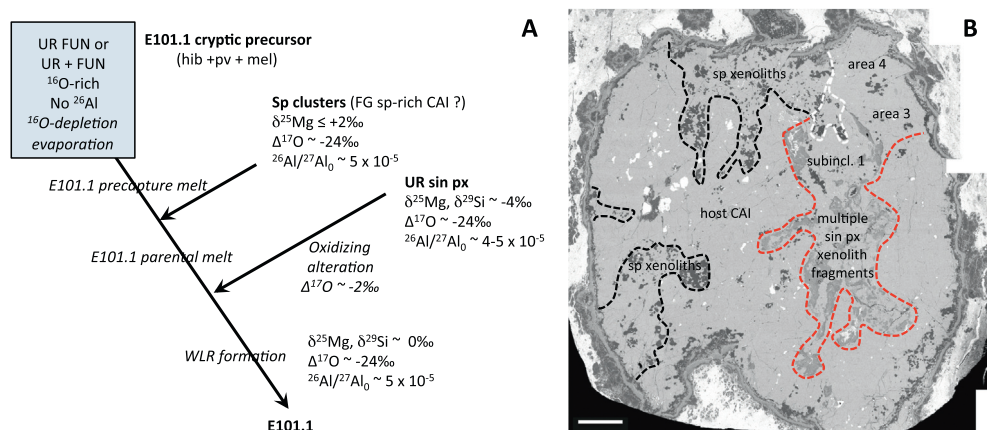 A
UR FUN or
UR + FUN
¹⁶O-rich
No ²⁶Al
¹⁶O-depletion
evaporation
E101.1 cryptic precursor
(hib +pv + mel)
Sp clusters (FG sp-rich CAI ?)
δ²⁵Mg ≤ +2‰
Δ¹⁷O ~ -24‰
²⁶Al/²⁷Al₀ ~ 5 x 10⁻⁵
E101.1 precapture melt
UR sin px
δ²⁵Mg, δ²⁹Si ~ -4‰
Δ¹⁷O ~ -24‰
²⁶Al/²⁷Al₀ ~ 4-5 x 10⁻⁵
E101.1 parental melt
Oxidizing
alteration
Δ¹⁷O ~ -2‰
WLR formation
δ²⁵Mg, δ²⁹Si ~ 0‰
Δ¹⁷O ~ -24‰
²⁶Al/²⁷Al₀ ~ 5 x 10⁻⁵
E101.1
B
sp xenoliths
area 4
area 3
subincl. 1
host CAI
multiple
sin px
xenolith
fragments
sp xenoliths